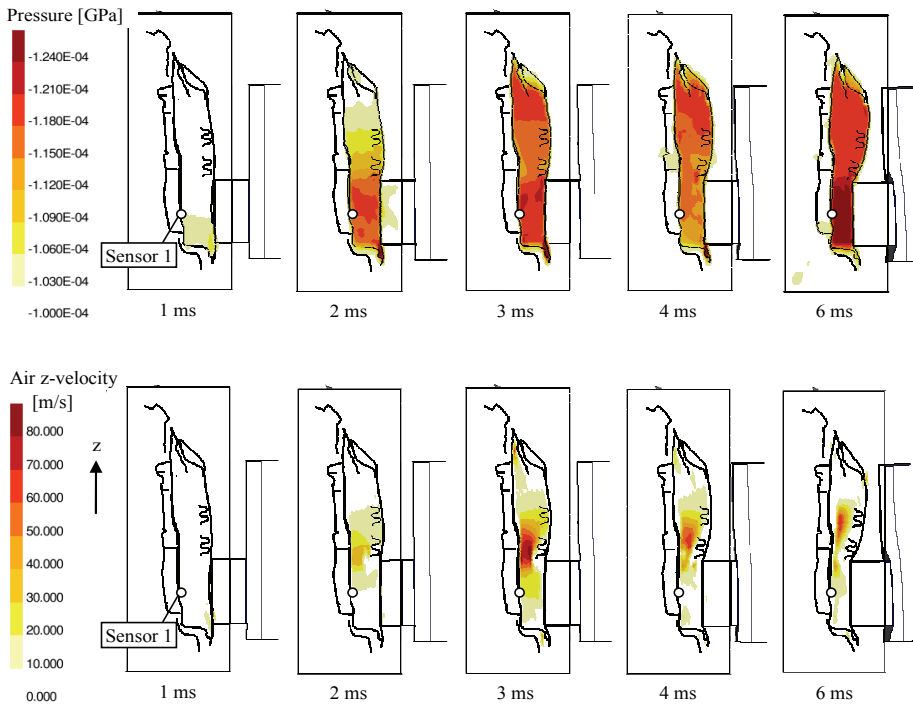 Pressure [GPa]
-1.240E-04
-1.210E-04
-1.180E-04
-1.150E-04
-1.120E-04
-1.090E-04
-1.060E-04
-1.030E-04
-1.000E-04
Sensor 1
1 ms
2 ms
3 ms
4 ms
6 ms
Air z-velocity
[m/s]
80.000
70.000
60.000
50.000
40.000
30.000
20.000
10.000
0.000
z
Sensor 1
1 ms
2 ms
3 ms
4 ms
6 ms